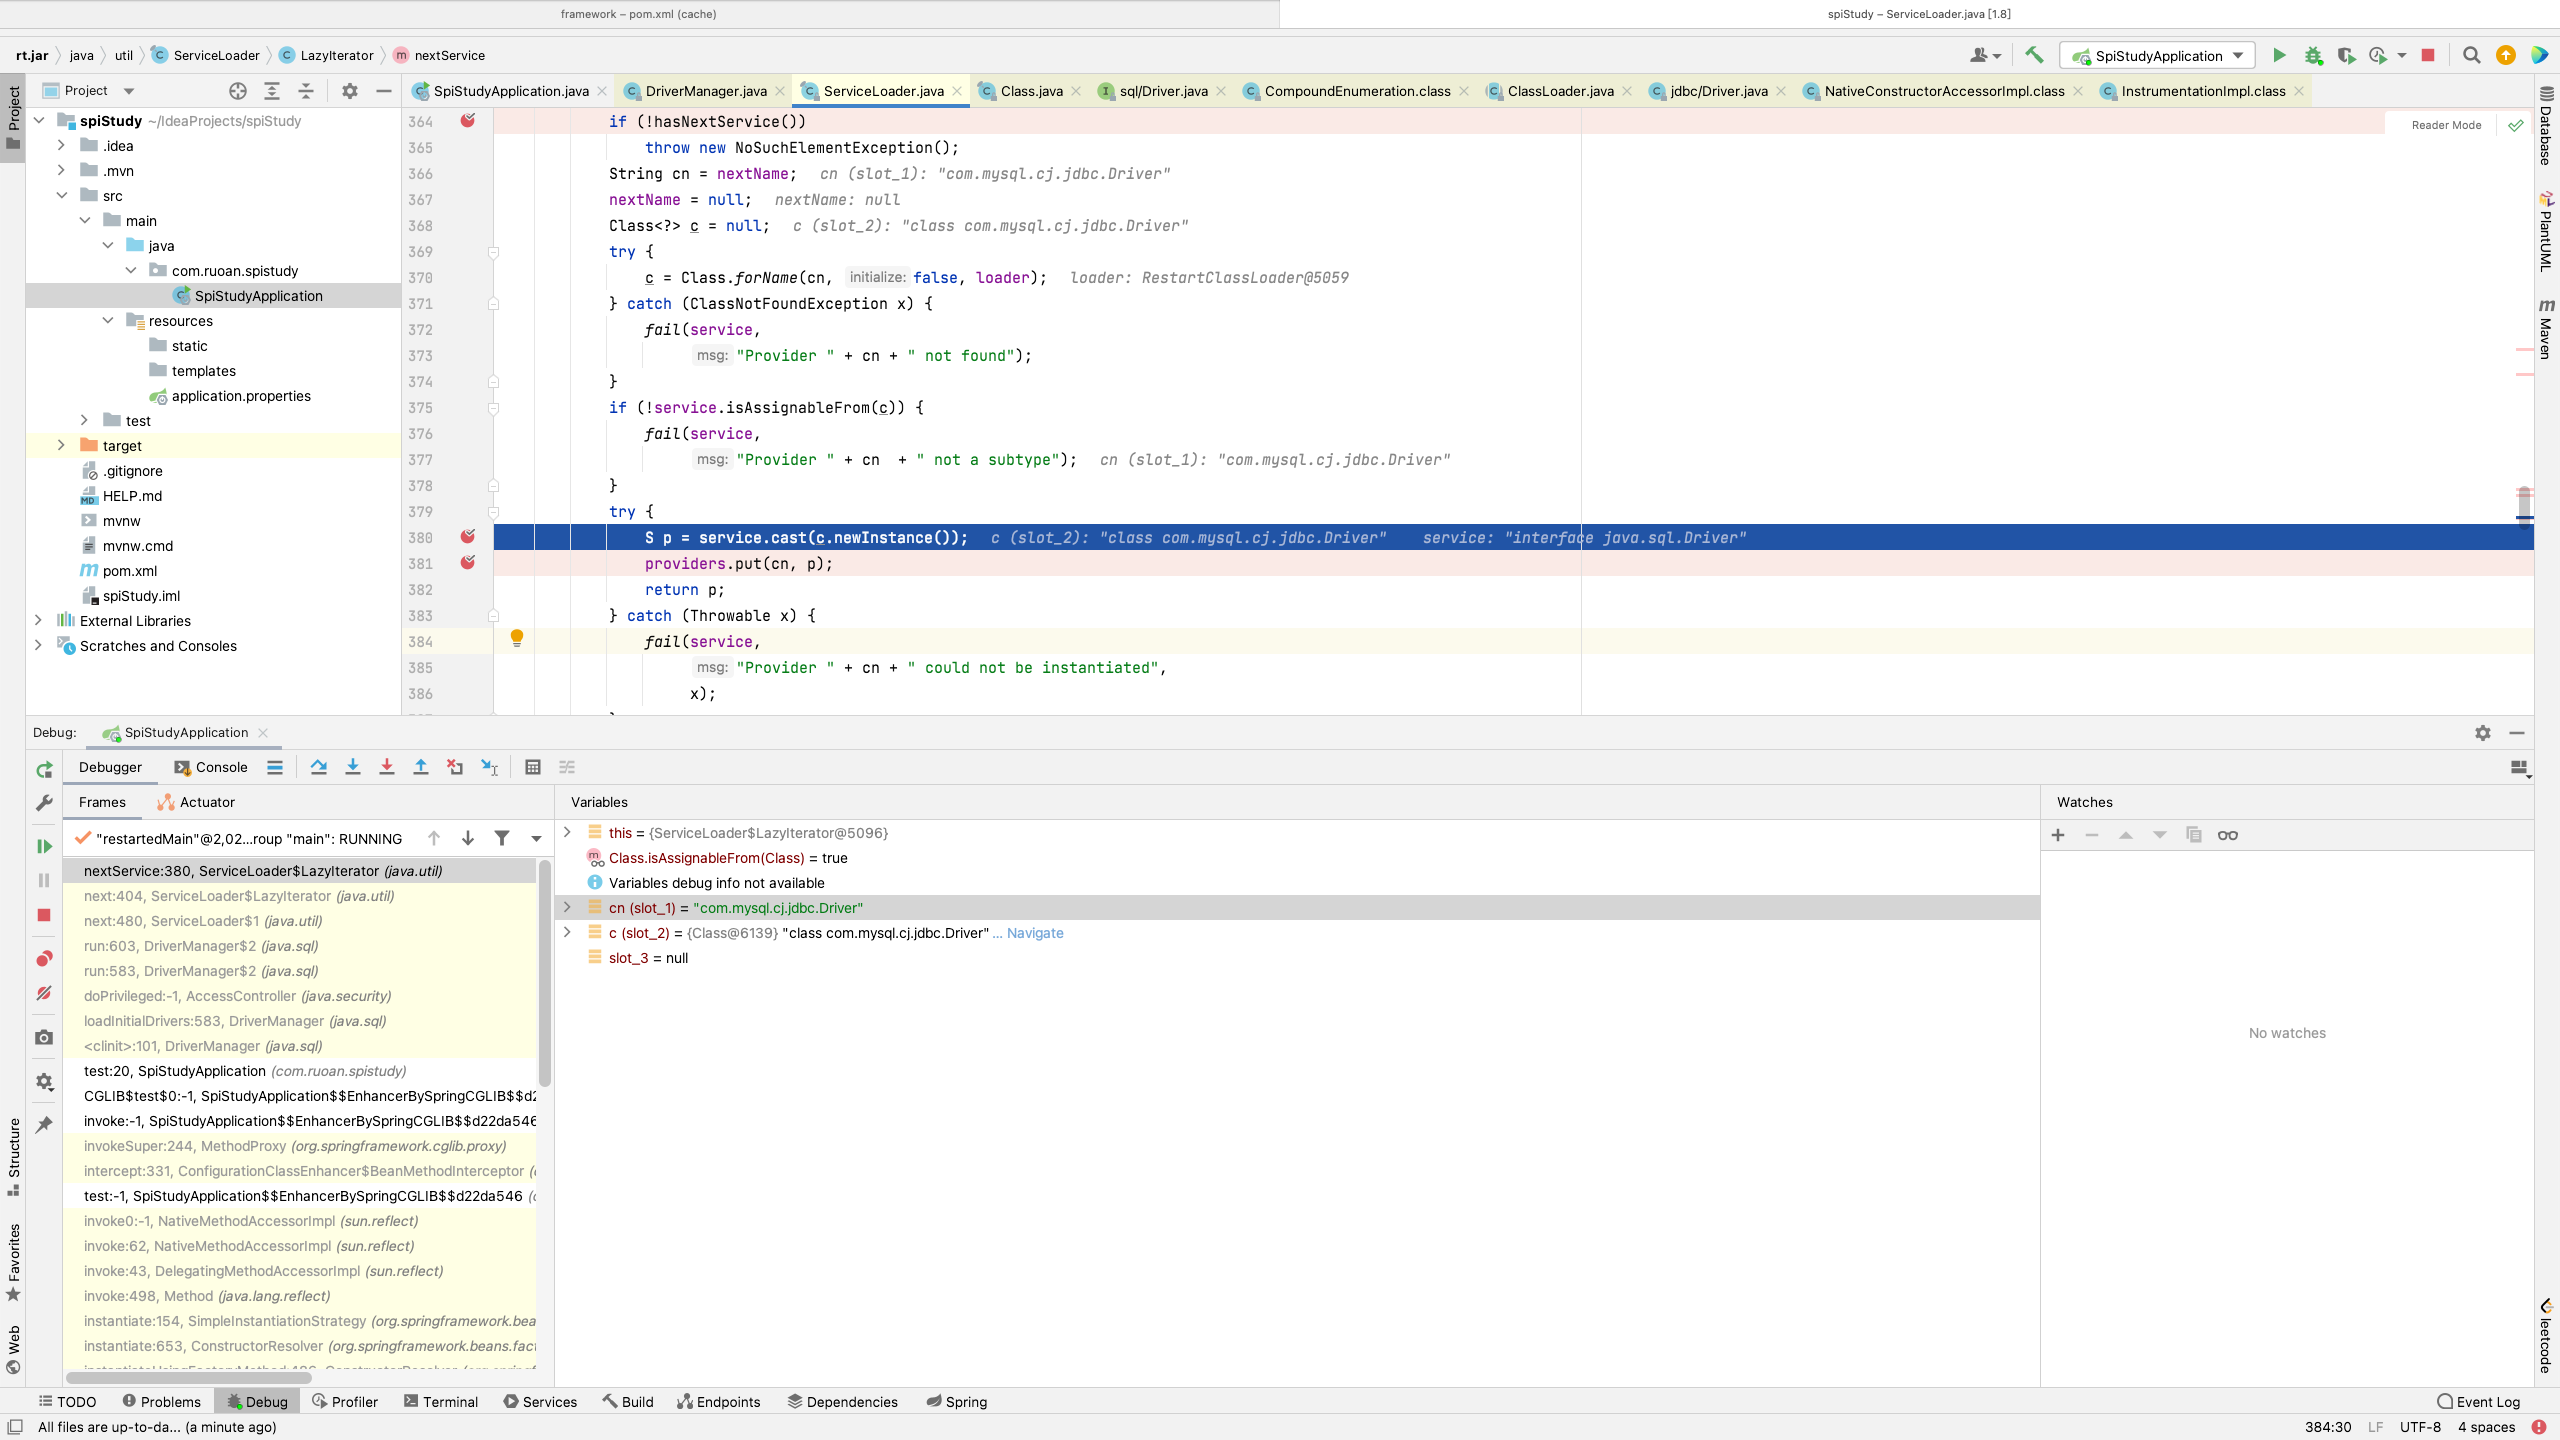 framework – pom.xml (cache)
spiStudy – ServiceLoader.java [1.8]
rt.jar java util ServiceLoader LazyIterator nextService
SpiStudyApplication
Project
SpiStudyApplication.java DriverManager.java ServiceLoader.java Class.java sql/Driver.java CompoundEnumeration.class ClassLoader.java jdbc/Driver.java NativeConstructorAccessorImpl.class InstrumentationImpl.class
Project
spiStudy ~/IdeaProjects/spiStudy
.idea
.mvn
src
main
java
com.ruoan.spistudy
SpiStudyApplication
resources
static
templates
application.properties
test
target
.gitignore
HELP.md
mvnw
mvnw.cmd
pom.xml
spiStudy.iml
External Libraries
Scratches and Consoles
Reader Mode
364 if (!hasNextService())
365 throw new NoSuchElementException();
366 String cn = nextName; cn (slot_1): "com.mysql.cj.jdbc.Driver"
367 nextName = null; nextName: null
368 Class<?> c = null; c (slot_2): "class com.mysql.cj.jdbc.Driver"
369 try {
370 c = Class.forName(cn, initialize: false, loader); loader: RestartClassLoader@5059
371 } catch (ClassNotFoundException x) {
372 fail(service,
373 msg: "Provider " + cn + " not found");
374 }
375 if (!service.isAssignableFrom(c)) {
376 fail(service,
377 msg: "Provider " + cn  + " not a subtype"); cn (slot_1): "com.mysql.cj.jdbc.Driver"
378 }
379 try {
380 S p = service.cast(c.newInstance()); c (slot_2): "class com.mysql.cj.jdbc.Driver" service: "interface java.sql.Driver"
381 providers.put(cn, p);
382 return p;
383 } catch (Throwable x) {
384 fail(service,
385 msg: "Provider " + cn + " could not be instantiated",
386 x);
Database
PlantUML
Maven
leetcode
Debug: SpiStudyApplication
Debugger Console
Frames Actuator
"restartedMain"@2,02...roup "main": RUNNING
nextService:380, ServiceLoader$LazyIterator (java.util)
next:404, ServiceLoader$LazyIterator (java.util)
next:480, ServiceLoader$1 (java.util)
run:603, DriverManager$2 (java.sql)
run:583, DriverManager$2 (java.sql)
doPrivileged:-1, AccessController (java.security)
loadInitialDrivers:583, DriverManager (java.sql)
<clinit>:101, DriverManager (java.sql)
test:20, SpiStudyApplication (com.ruoan.spistudy)
CGLIB$test$0:-1, SpiStudyApplication$$EnhancerBySpringCGLIB$$d2
invoke:-1, SpiStudyApplication$$EnhancerBySpringCGLIB$$d22da546
invokeSuper:244, MethodProxy (org.springframework.cglib.proxy)
intercept:331, ConfigurationClassEnhancer$BeanMethodInterceptor (
test:-1, SpiStudyApplication$$EnhancerBySpringCGLIB$$d22da546 (
invoke0:-1, NativeMethodAccessorImpl (sun.reflect)
invoke:62, NativeMethodAccessorImpl (sun.reflect)
invoke:43, DelegatingMethodAccessorImpl (sun.reflect)
invoke:498, Method (java.lang.reflect)
instantiate:154, SimpleInstantiationStrategy (org.springframework.bea
instantiate:653, ConstructorResolver (org.springframework.beans.fact
Variables
this = {ServiceLoader$LazyIterator@5096}
Class.isAssignableFrom(Class) = true
Variables debug info not available
cn (slot_1) = "com.mysql.cj.jdbc.Driver"
c (slot_2) = {Class@6139} "class com.mysql.cj.jdbc.Driver" ... Navigate
slot_3 = null
Watches
No watches
Structure
Favorites
Web
TODO Problems Debug Profiler Terminal Services Build Endpoints Dependencies Spring Event Log
All files are up-to-da... (a minute ago) 384:30 LF UTF-8 4 spaces